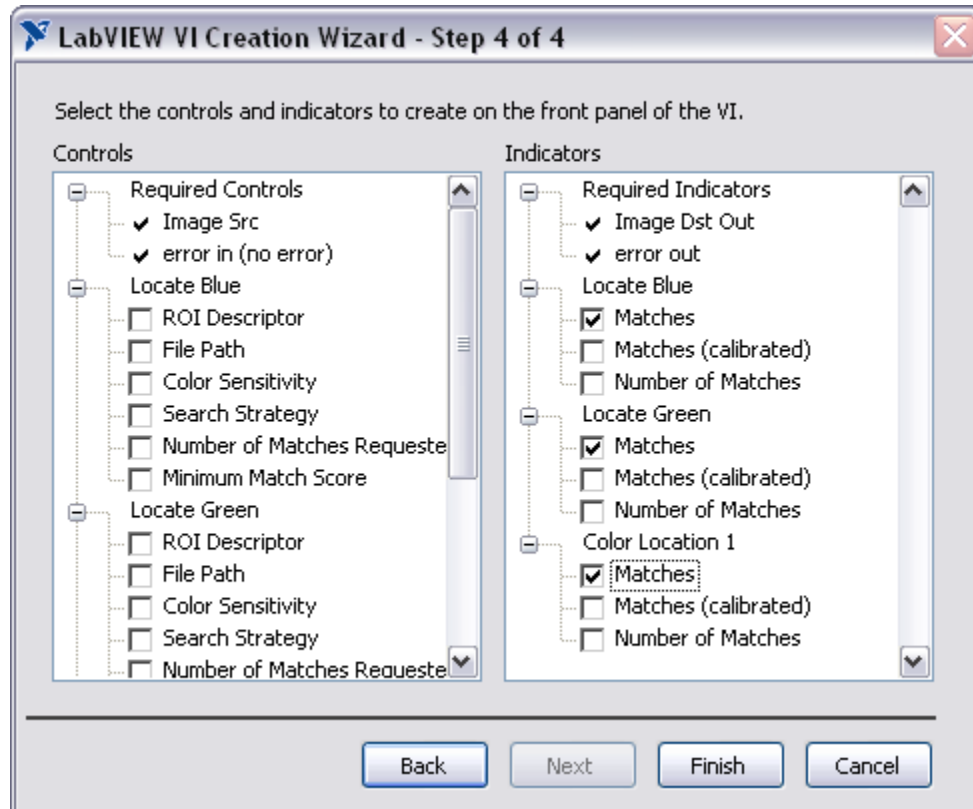 LabVIEW VI Creation Wizard - Step 4 of 4
Select the controls and indicators to create on the front panel of the VI.
Controls
Required Controls
Image Src
error in (no error)
Locate Blue
ROI Descriptor
File Path
Color Sensitivity
Search Strategy
Number of Matches Requeste
Minimum Match Score
Locate Green
ROI Descriptor
File Path
Color Sensitivity
Search Strategy
Number of Matches Requeste
Indicators
Required Indicators
Image Dst Out
error out
Locate Blue
Matches
Matches (calibrated)
Number of Matches
Locate Green
Matches
Matches (calibrated)
Number of Matches
Color Location 1
Matches
Matches (calibrated)
Number of Matches
Back
Next
Finish
Cancel